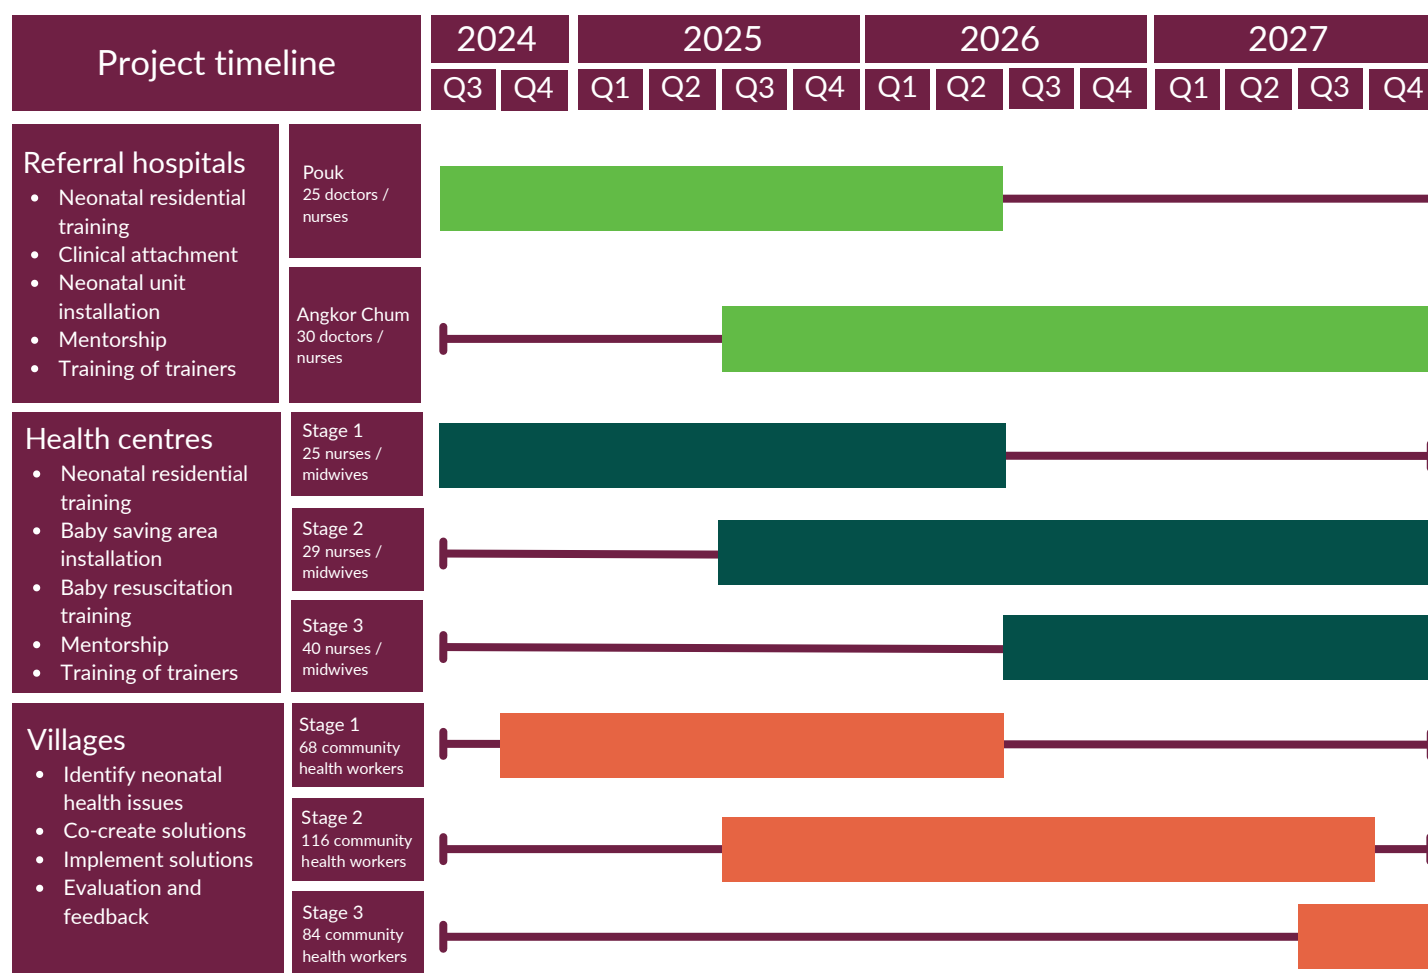 Project timeline
2024 2025 2026 2027
Q3 Q4 Q1 Q2 Q3 Q4 Q1 Q2 Q3 Q4 Q1 Q2 Q3 Q4
Referral hospitals
• Neonatal residential
training
• Clinical attachment
• Neonatal unit
installation
• Mentorship
• Training of trainers
Pouk
25 doctors /
nurses
Angkor Chum
30 doctors /
nurses
Health centres
• Neonatal residential
training
• Baby saving area
installation
• Baby resuscitation
training
• Mentorship
• Training of trainers
Stage 1
25 nurses /
midwives
Stage 2
29 nurses /
midwives
Stage 3
40 nurses /
midwives
Villages
• Identify neonatal
health issues
• Co-create solutions
• Implement solutions
• Evaluation and
feedback
Stage 1
68 community
health workers
Stage 2
116 community
health workers
Stage 3
84 community
health workers